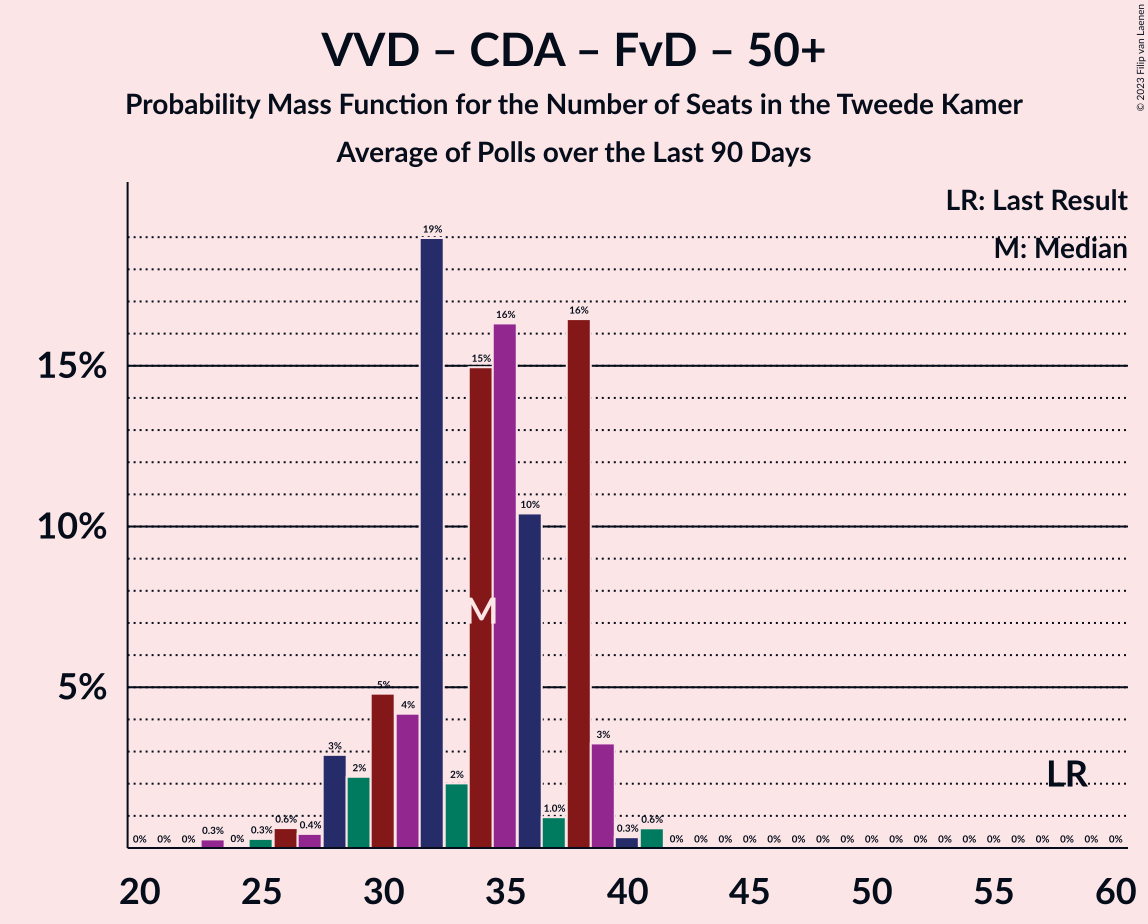 VVD – CDA – FvD – 50+
Probability Mass Function for the Number of Seats in the Tweede Kamer
Average of Polls over the Last 90 Days
© 2023 Filip van Laenen
LR: Last Result
M: Median
15%
10%
5%
0% 0% 0% 0.3% 0% 0.3% 0.6% 0.4% 3% 2% 5% 4% 19% 2% 15% 16% 10% 1.0% 16% 3% 0.3% 0.6% 0% 0% 0% 0% 0% 0% 0% 0% 0% 0% 0% 0% 0% 0% 0% 0% 0% 0% 0%
M
LR
20 25 30 35 40 45 50 55 60